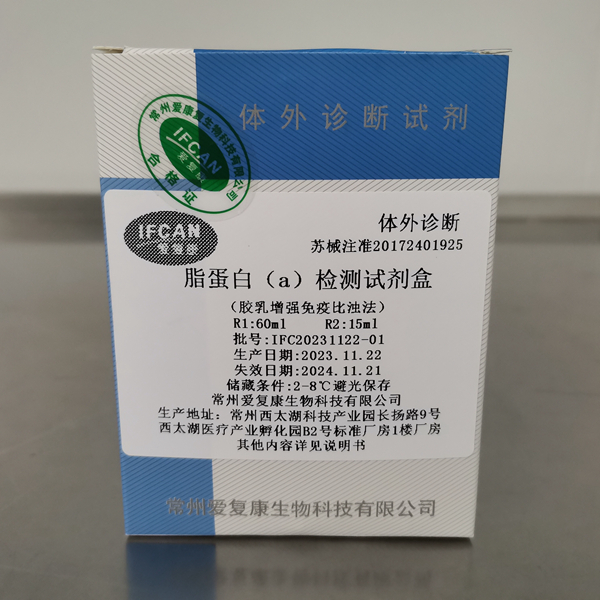 体外诊断试剂
常州爱康复生物科技有限公司
IFCAN
爱复康
合格证
IFCAN
爱复康
体外诊断
苏械注准20172401925
脂蛋白（a）检测试剂盒
（胶乳增强免疫比浊法）
R1:60ml R2:15ml
批号:IFC20231122-01
生产日期:2023.11.22
失效日期:2024.11.21
储藏条件:2-8℃避光保存
常州爱复康生物科技有限公司
生产地址: 常州西太湖科技产业园长扬路9号
西太湖医疗产业孵化园B2号标准厂房1楼厂房
其他内容详见说明书
常州爱复康生物科技有限公司